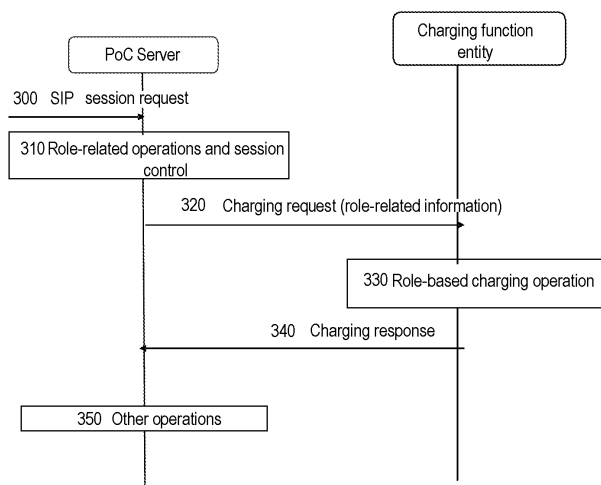 Charging function
entity
PoC Server
300 SIP session request
310 Role-related operations and session
control
320 Charging request (role-related information)
330 Role-based charging operation
340 Charging response
350 Other operations